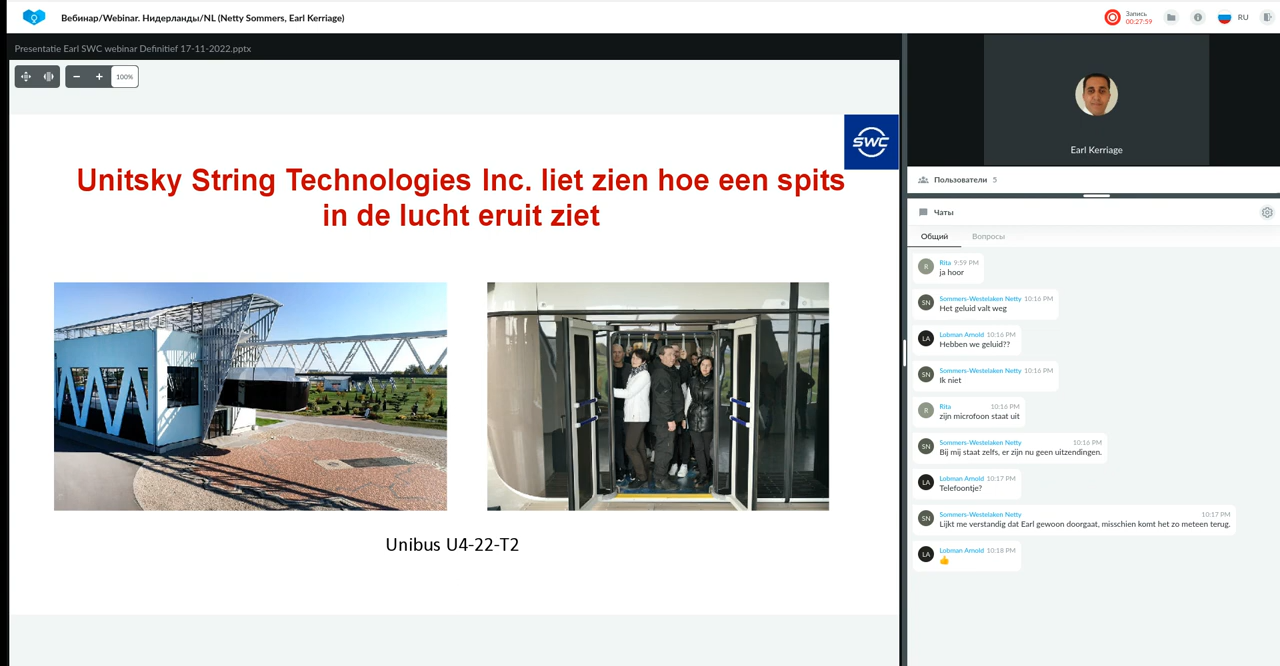 Вебинар/Webinar. Нидерланды/NL (Netty Sommers, Earl Kerriage)
Запись
00:27:59
RU
Presentatie Earl SWC webinar Definitief 17-11-2022.pptx
100%
SWC
Unitsky String Technologies Inc. liet zien hoe een spits
in de lucht eruit ziet
Unibus U4-22-T2
Earl Kerriage
Пользователи 5
Чаты
Общий Вопросы
R Rita 9:59 PM
ja hoor
SN Sommers-Westelaken Netty 10:16 PM
Het geluid valt weg
LA Lobman Arnold 10:16 PM
Hebben we geluid??
SN Sommers-Westelaken Netty 10:16 PM
Ik niet
R Rita 10:16 PM
zijn microfoon staat uit
SN Sommers-Westelaken Netty 10:16 PM
Bij mij staat zelfs, er zijn nu geen uitzendingen.
LA Lobman Arnold 10:17 PM
Telefoontje?
SN Sommers-Westelaken Netty 10:17 PM
Lijkt me verstandig dat Earl gewoon doorgaat, misschien komt het zo meteen terug.
LA Lobman Arnold 10:18 PM
👍